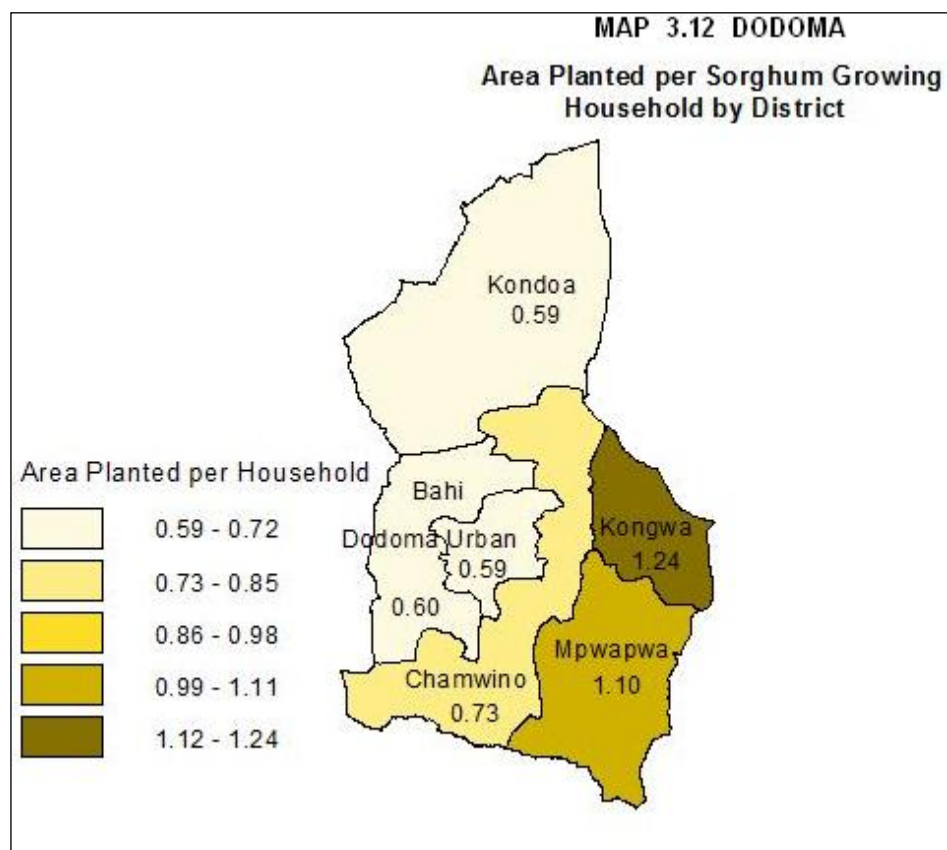 MAP 3.12 DODOMA
Area Planted per Sorghum Growing
Household by District
Kondoa
0.59
Area Planted per Household
0.59 - 0.72
0.73 - 0.85
0.86 - 0.98
0.99 - 1.11
1.12 - 1.24
Bahi
0.60
Dodoma Urban
0.59
Kongwa
1.24
Mpwapwa
1.10
Chamwino
0.73